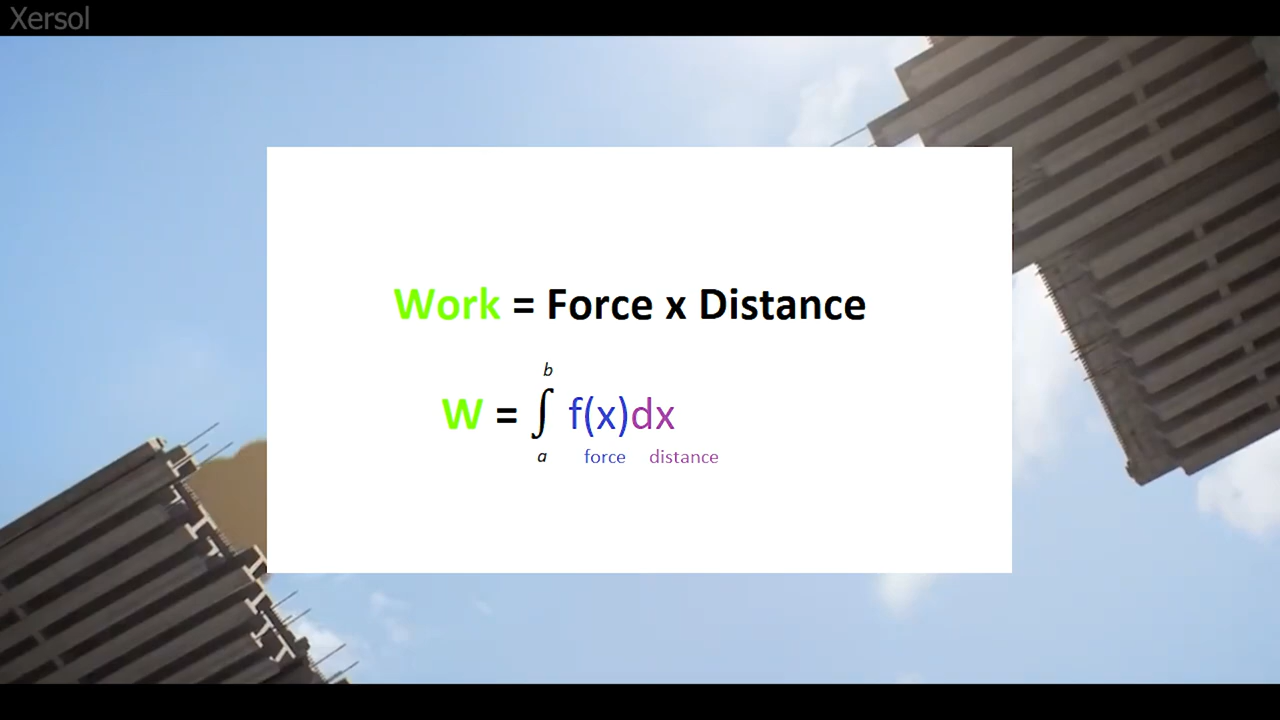 Xersol
Work = Force x Distance
b
W = ∫ f(x)dx
a force distance